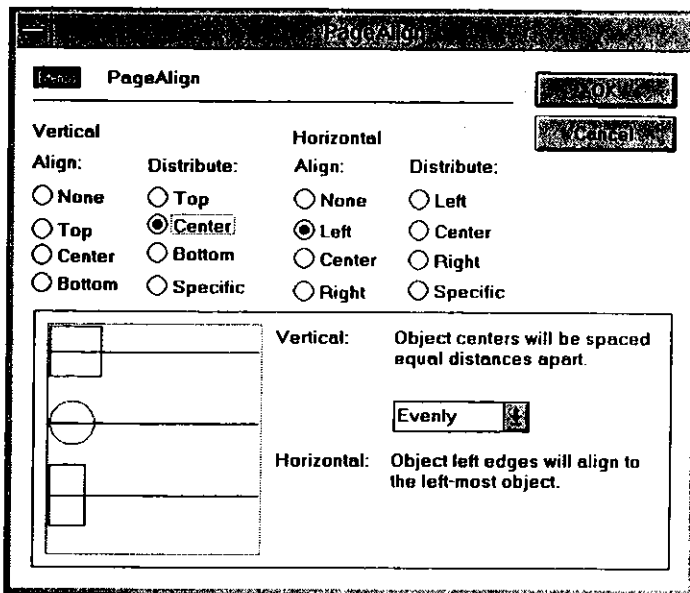 PageAlign
PageAlign
OK
Cancel
Vertical
Horizontal
Align:
Distribute:
Align:
Distribute:
None
Top
None
Left
Top
Center
Left
Center
Center
Bottom
Center
Right
Bottom
Specific
Right
Specific
Vertical:
Object centers will be spaced
equal distances apart.
Evenly
Horizontal:
Object left edges will align to
the left-most object.